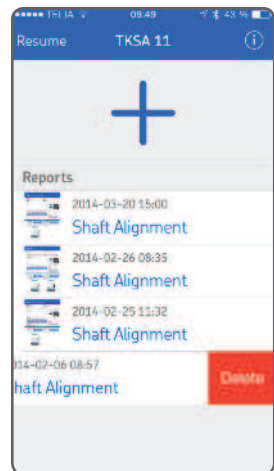 TELIA 09:49 43 %
Resume TKSA 11
Reports
2014-03-20 15:00
Shaft Alignment
2014-02-26 08:35
Shaft Alignment
2014-02-25 11:32
Shaft Alignment
014-02-06 08:57
haft Alignment
Delete